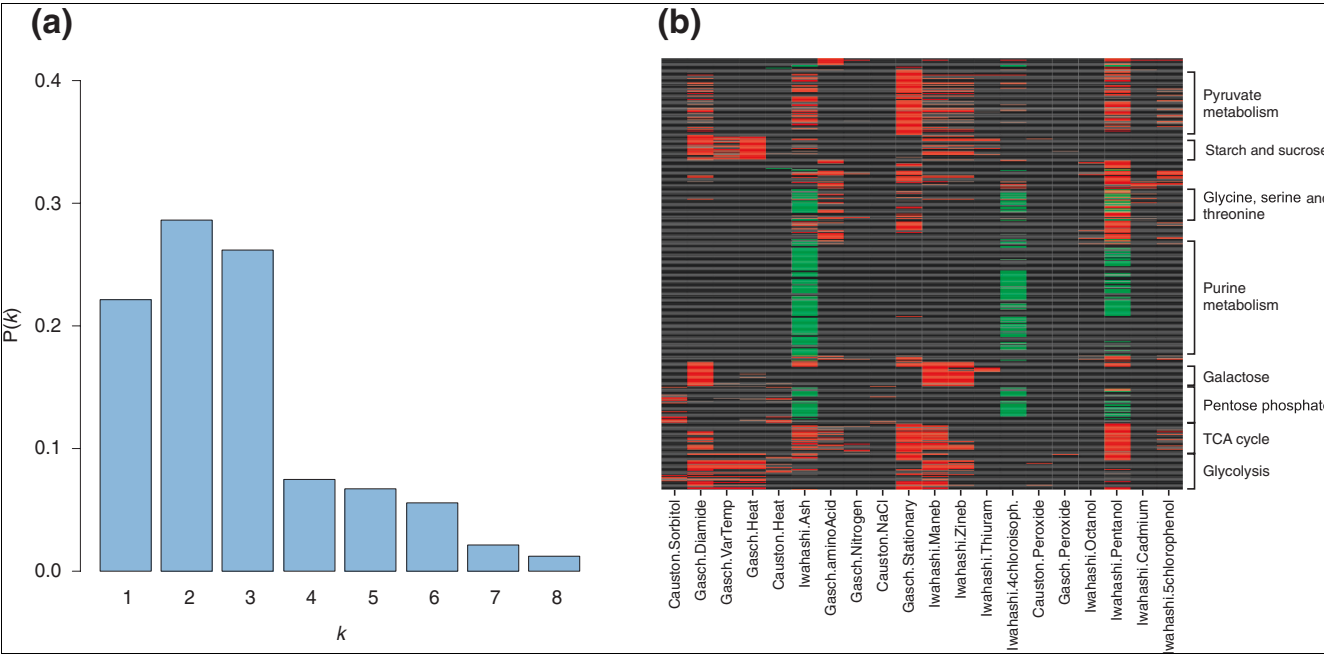 (a)
(b)
0.4
0.3
0.2
0.1
0.0
P(k)
1 2 3 4 5 6 7 8
k
Pyruvate
metabolism
Starch and sucrose
Glycine, serine and
threonine
Purine
metabolism
Galactose
Pentose phosphate
TCA cycle
Glycolysis
Causton.Sorbitol
Gasch.Diamide
Gasch.VarTemp
Gasch.Heat
Causton.Heat
Iwahashi.Ash
Gasch.aminoAcid
Gasch.Nitrogen
Causton.NaCl
Gasch.Stationary
Iwahashi.Maneb
Iwahashi.Zineb
Iwahashi.Thiuram
Iwahashi.4chloroisoph.
Causton.Peroxide
Gasch.Peroxide
Iwahashi.Octanol
Iwahashi.Pentanol
Iwahashi.Cadmium
Iwahashi.5chlorophenol